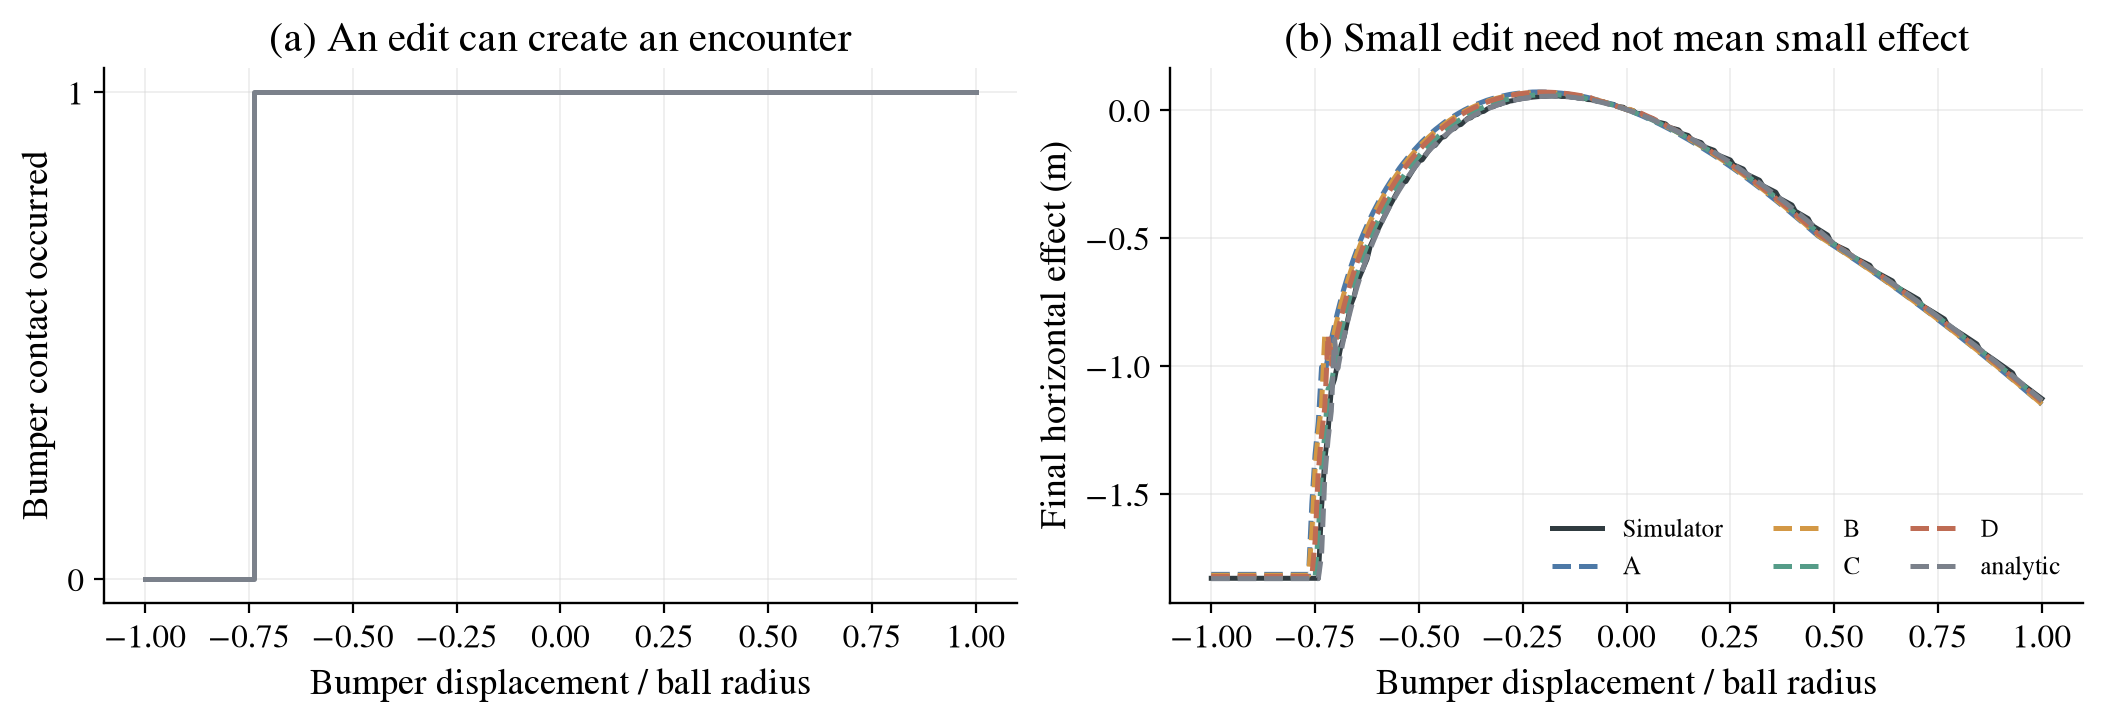 (a) An edit can create an encounter
Bumper contact occurred
1
0
−1.00 −0.75 −0.50 −0.25 0.00 0.25 0.50 0.75 1.00
Bumper displacement / ball radius
(b) Small edit need not mean small effect
Final horizontal effect (m)
0.0
−0.5
−1.0
−1.5
Simulator
A
B
C
D
analytic
−1.00 −0.75 −0.50 −0.25 0.00 0.25 0.50 0.75 1.00
Bumper displacement / ball radius